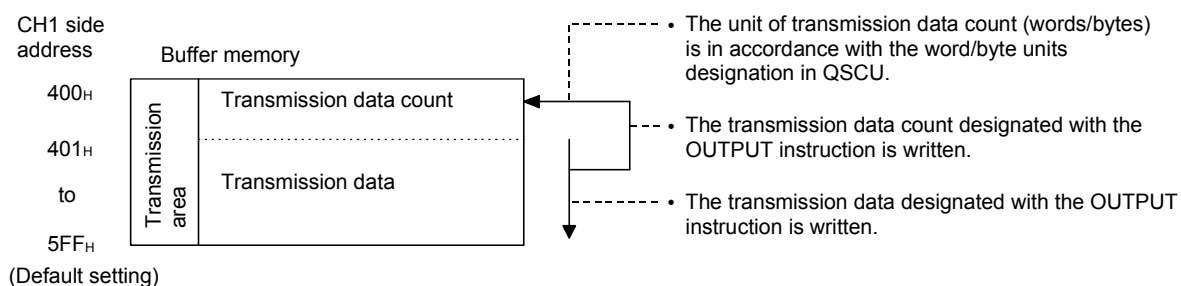 CH1 side
address
Buffer memory
400H
Transmission data count
401H
to
Transmission data
5FFH
(Default setting)
Transmission
area
• The unit of transmission data count (words/bytes)
is in accordance with the word/byte units
designation in QSCU.
• The transmission data count designated with the
OUTPUT instruction is written.
• The transmission data designated with the OUTPUT
instruction is written.